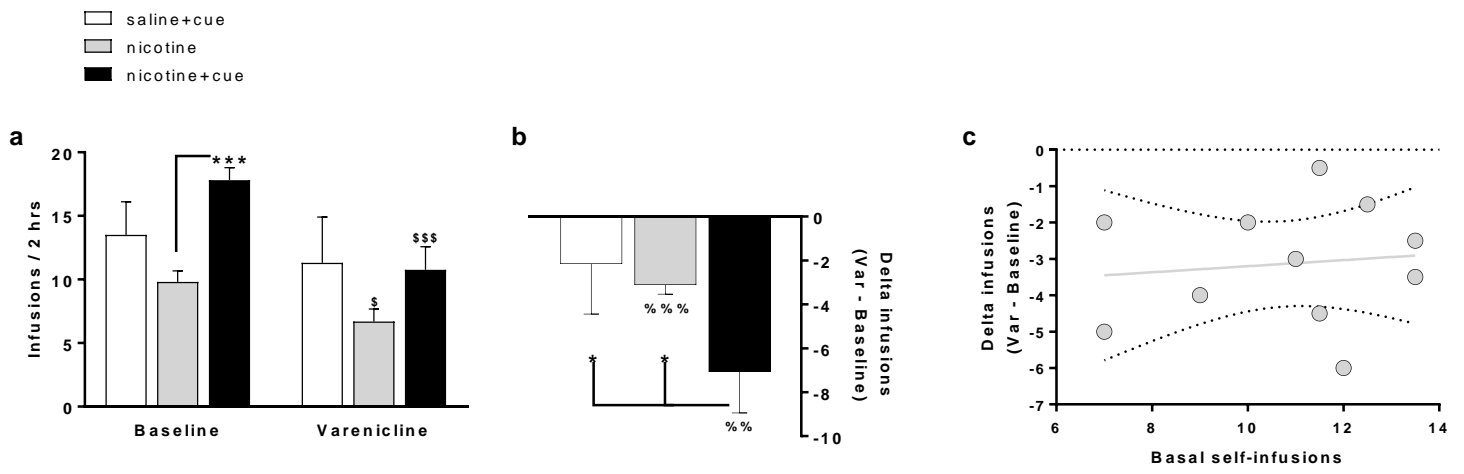 saline+cue
nicotine
nicotine+cue
a
Infusions / 2 hrs
20
15
10
5
0
***
$
$$$
Baseline
Varenicline
b
0
-2
-4
-6
-8
-10
Delta infusions
(Var - Baseline)
%%%
*
*
%%
c
Delta infusions
(Var - Baseline)
0
-1
-2
-3
-4
-5
-6
-7
6
8
10
12
14
Basal self-infusions